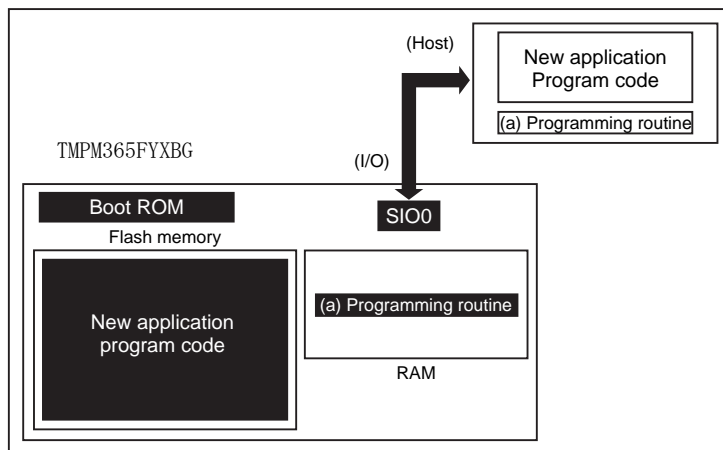 (Host)
New application
Program code
(a) Programming routine
TMPM365FYXBG
(I/O)
Boot ROM
SIO0
Flash memory
New application
program code
(a) Programming routine
RAM